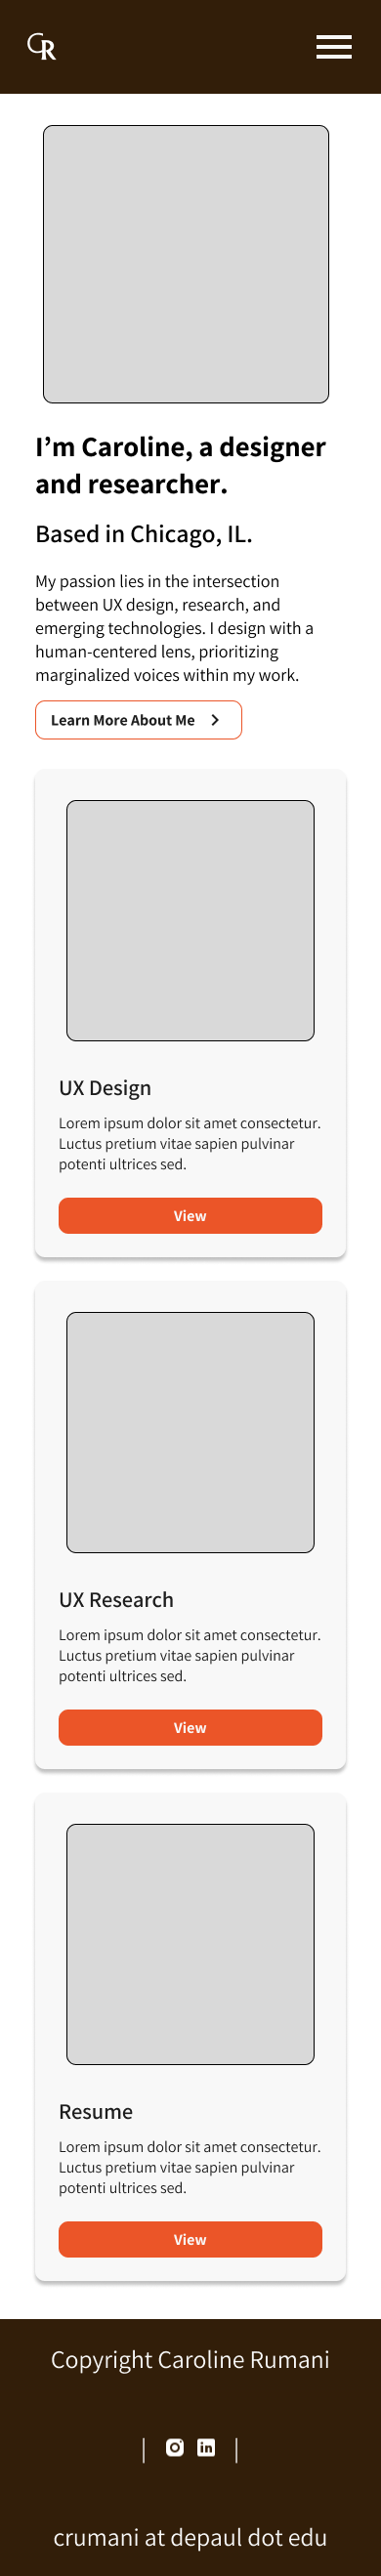 CR
I’m Caroline, a designer
and researcher.
Based in Chicago, IL.
My passion lies in the intersection
between UX design, research, and
emerging technologies. I design with a
human-centered lens, prioritizing
marginalized voices within my work.
Learn More About Me
UX Design
Lorem ipsum dolor sit amet consectetur.
Luctus pretium vitae sapien pulvinar
potenti ultrices sed.
View
UX Research
Lorem ipsum dolor sit amet consectetur.
Luctus pretium vitae sapien pulvinar
potenti ultrices sed.
View
Resume
Lorem ipsum dolor sit amet consectetur.
Luctus pretium vitae sapien pulvinar
potenti ultrices sed.
View
Copyright Caroline Rumani
| in |
crumani at depaul dot edu